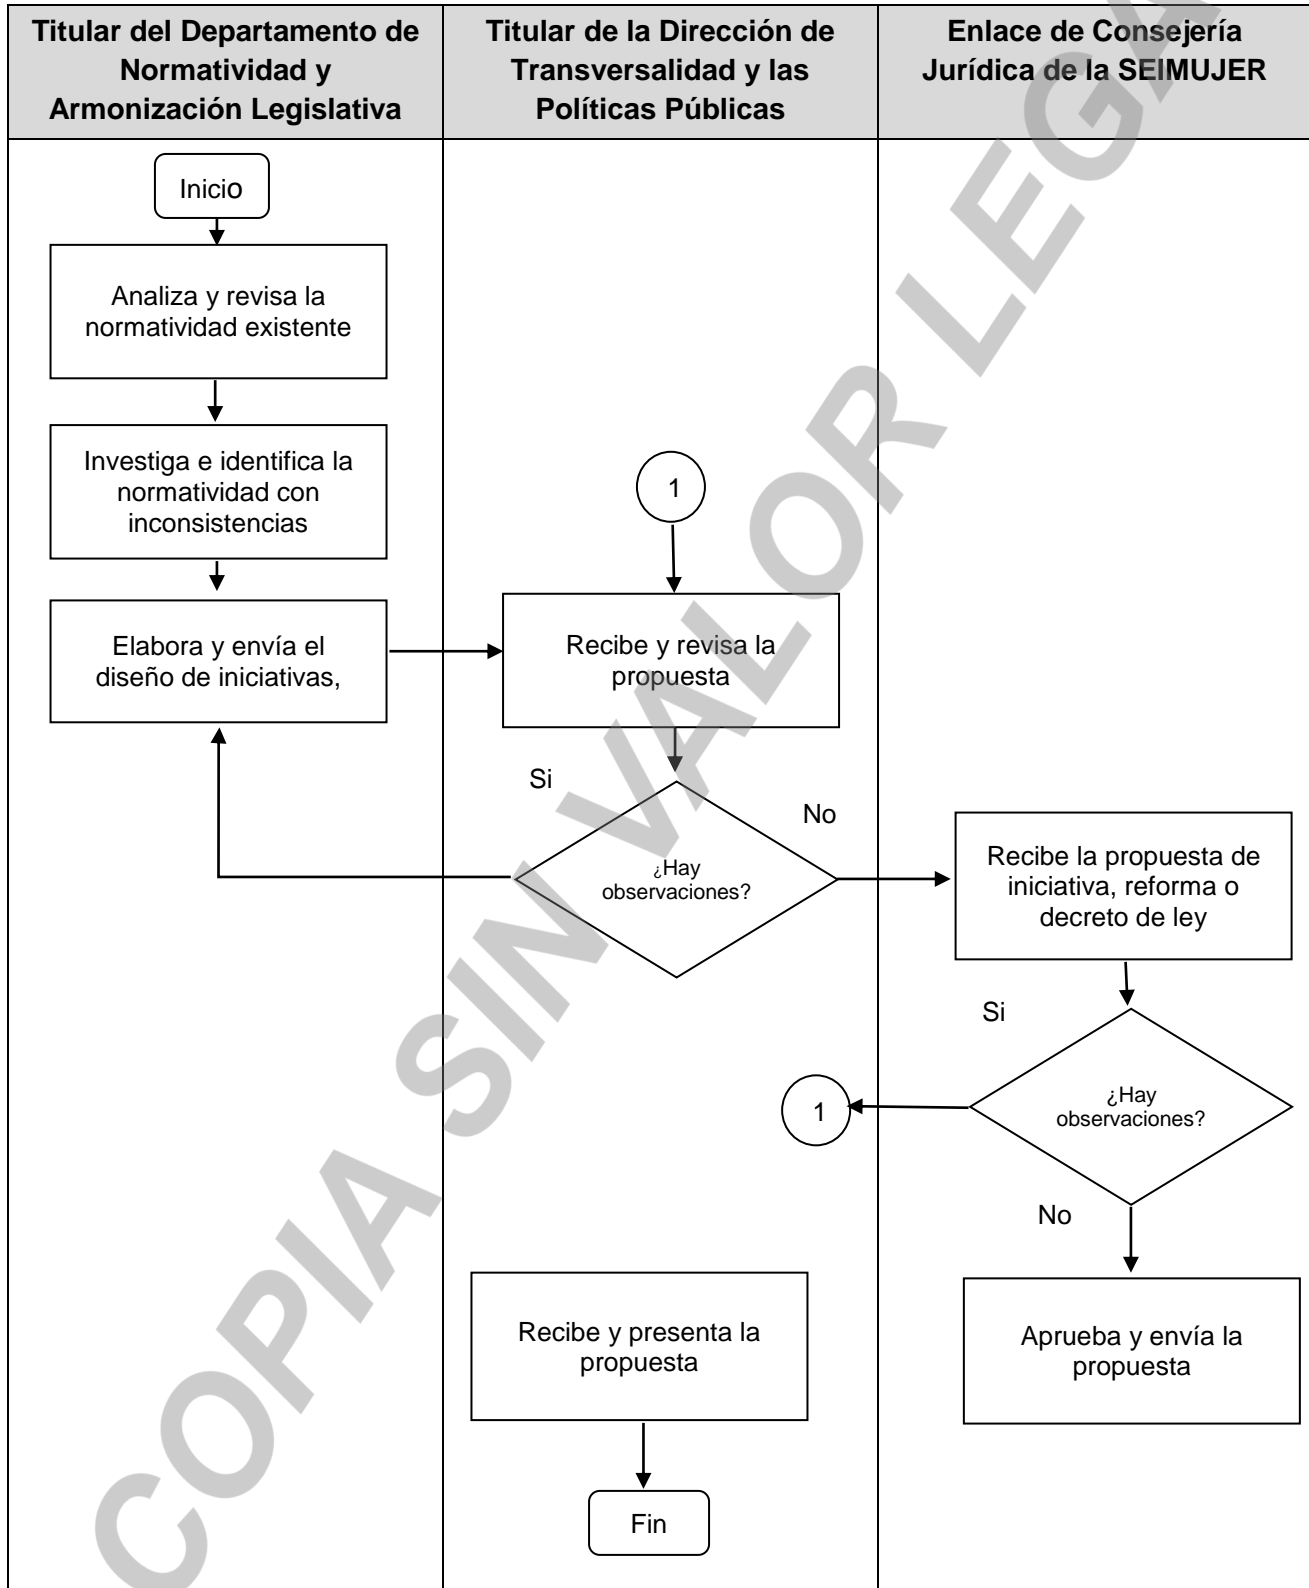 Titular del Departamento de
Normatividad y
Armonización Legislativa
Titular de la Dirección de
Transversalidad y las
Políticas Públicas
Enlace de Consejería
Jurídica de la SEIMUJER
Inicio
Analiza y revisa la
normatividad existente
Investiga e identifica la
normatividad con
inconsistencias
Elabora y envía el
diseño de iniciativas,
1
Recibe y revisa la
propuesta
Si
No
¿Hay
observaciones?
Recibe la propuesta de
iniciativa, reforma o
decreto de ley
Si
¿Hay
observaciones?
1
No
Aprueba y envía la
propuesta
Recibe y presenta la
propuesta
Fin
COPIA SIN VALOR LEGA